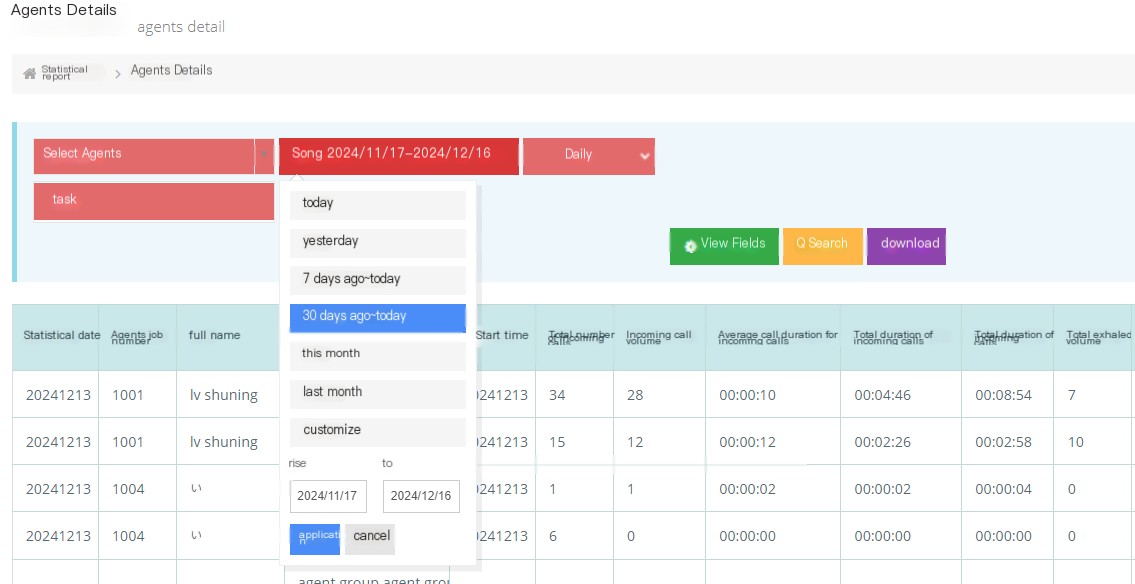 Agents Details
agents detail
Statistical report
Agents Details
Select Agents
Song 2024/11/17-2024/12/16
Daily
task
today
yesterday
7 days ago~today
30 days ago~today
this month
last month
customize
rise to
2024/11/17 2024/12/16
cancel
View Fields
Q Search
download
Statistical date Agents job number full name Start time Total number of incoming calls Incoming call volume Average call duration for incoming calls Total duration of incoming calls Total duration of Total exhaled volume
20241213 1001 lv shuning 0241213 34 28 00:00:10 00:04:46 00:08:54 7
20241213 1001 lv shuning 0241213 15 12 00:00:12 00:02:26 00:02:58 10
20241213 1004 い 0241213 1 1 00:00:02 00:00:02 00:00:04 0
20241213 1004 い 0241213 6 0 00:00:00 00:00:00 00:00:00 0
agent group agent